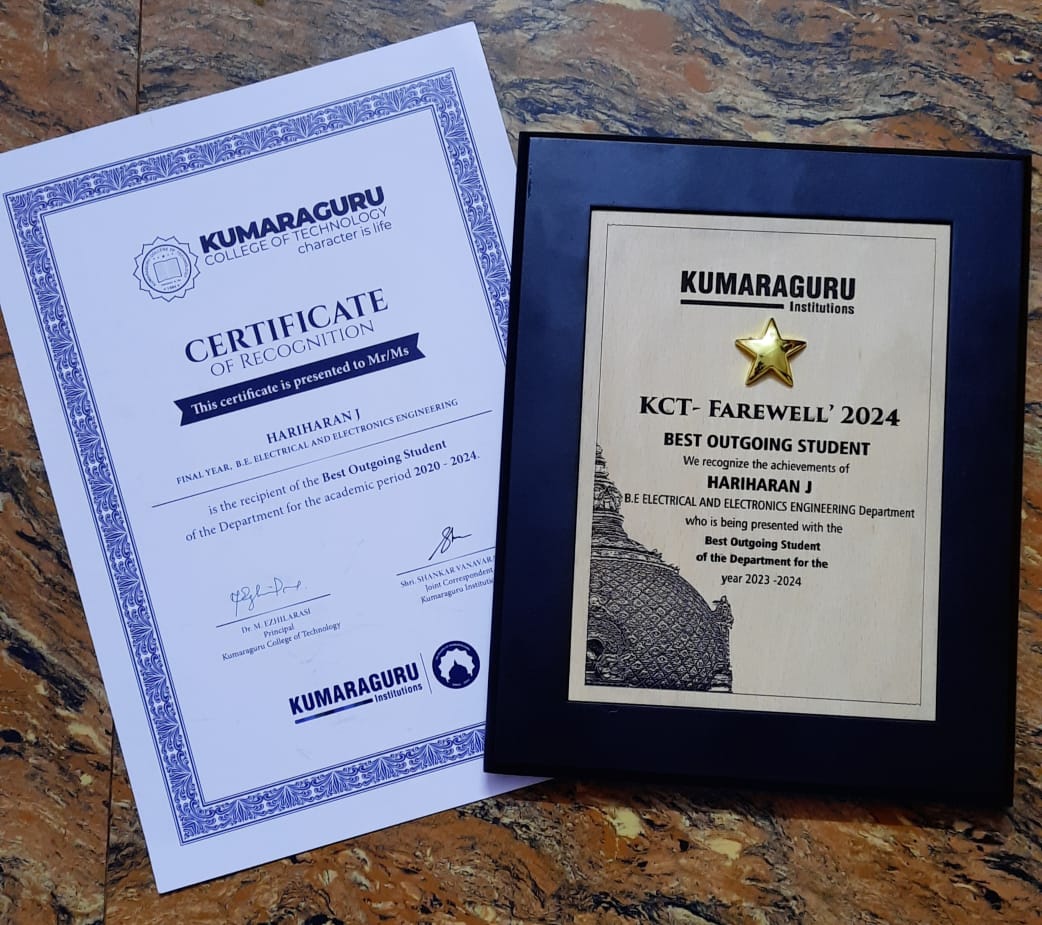 KUMARAGURU
COLLEGE OF TECHNOLOGY
character is life
CERTIFICATE
OF RECOGNITION
This certificate is presented to Mr/Ms
HARIHARAN J
FINAL YEAR, B.E. ELECTRICAL AND ELECTRONICS ENGINEERING
is the recipient of the Best Outgoing Student
of the Department for the academic period 2020 - 2024.
Dr. M. EZHILARASI
Principal
Kumaraguru College of Technology
Shri. SHANKAR VANAVAR
Joint Correspondent
Kumaraguru Institutio
KUMARAGURU
Institutions
KUMARAGURU
Institutions
KCT- FAREWELL' 2024
BEST OUTGOING STUDENT
We recognize the achievements of
HARIHARAN J
B.E ELECTRICAL AND ELECTRONICS ENGINEERING Department
who is being presented with the
Best Outgoing Student
of the Department for the
year 2023 -2024